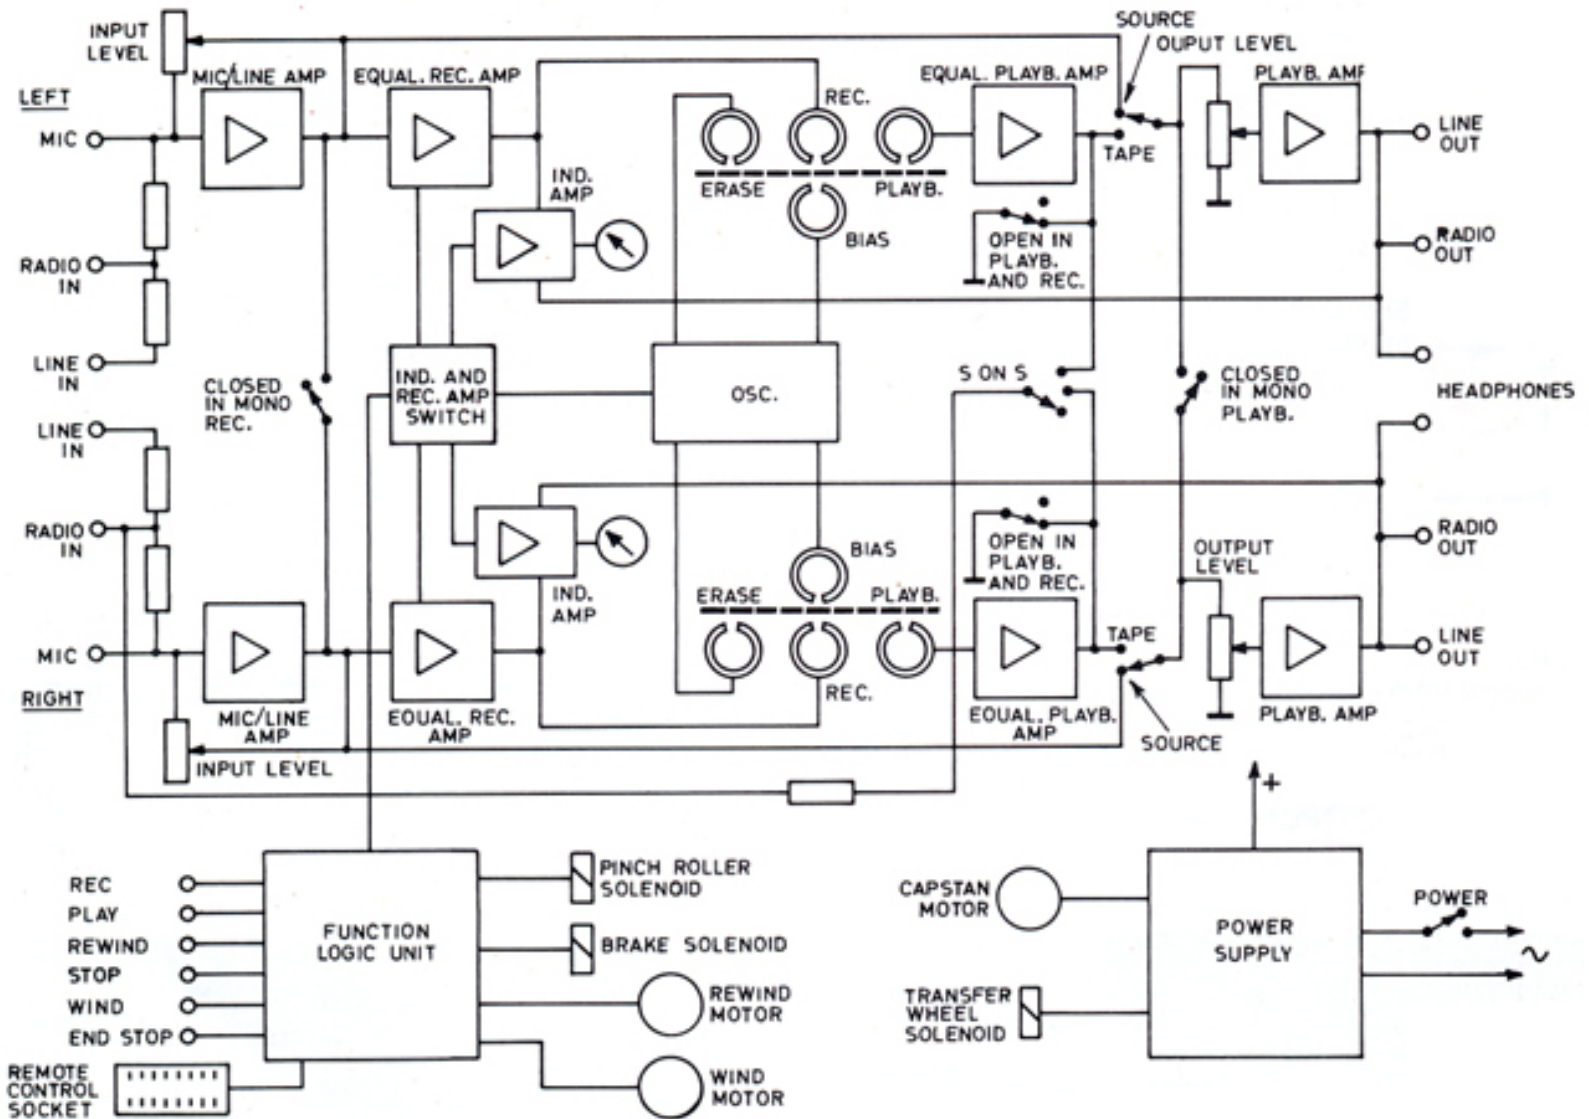 INPUT
LEVEL
MIC/LINE AMP
EQUAL. REC. AMP
LEFT
MIC
RADIO
IN
LINE
IN
IND.
AMP
REC.
ERASE
PLAYB.
BIAS
EQUAL. PLAYB. AMP
SOURCE
OUPUT LEVEL
TAPE
PLAYB. AMP
LINE
OUT
RADIO
OUT
OPEN IN
PLAYB.
AND REC.
CLOSED
IN MONO
REC.
IND. AND
REC. AMP
SWITCH
OSC.
S ON S
CLOSED
IN MONO
PLAYB.
HEADPHONES
LINE
IN
RADIO
IN
MIC
RIGHT
MIC/LINE
AMP
INPUT LEVEL
EQUAL. REC.
AMP
IND.
AMP
BIAS
ERASE
PLAYB.
REC.
OPEN IN
PLAYB.
AND REC.
EQUAL. PLAYB.
AMP
TAPE
SOURCE
OUTPUT
LEVEL
PLAYB. AMP
RADIO
OUT
LINE
OUT
REC
PLAY
REWIND
STOP
WIND
END STOP
REMOTE
CONTROL
SOCKET
FUNCTION
LOGIC UNIT
PINCH ROLLER
SOLENOID
BRAKE SOLENOID
REWIND
MOTOR
WIND
MOTOR
CAPSTAN
MOTOR
TRANSFER
WHEEL
SOLENOID
POWER
SUPPLY
+
POWER
~